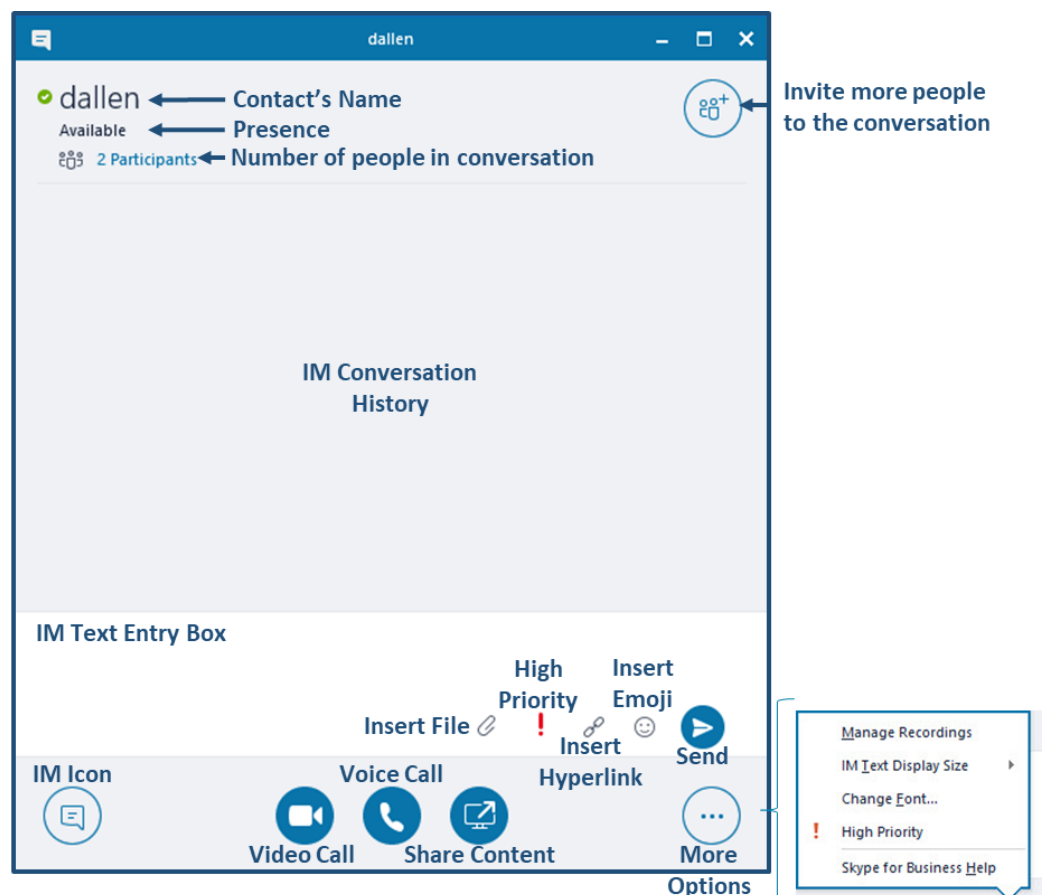 dallen
dallen
Contact's Name
Available
Presence
2 Participants
Number of people in conversation
Invite more people
to the conversation
IM Conversation
History
IM Text Entry Box
High
Priority
Insert
Emoji
Insert File
!
Insert
Hyperlink
Send
IM Icon
Voice Call
Video Call
Share Content
More
Options
Manage Recordings
IM Text Display Size
Change Font...
! High Priority
Skype for Business Help